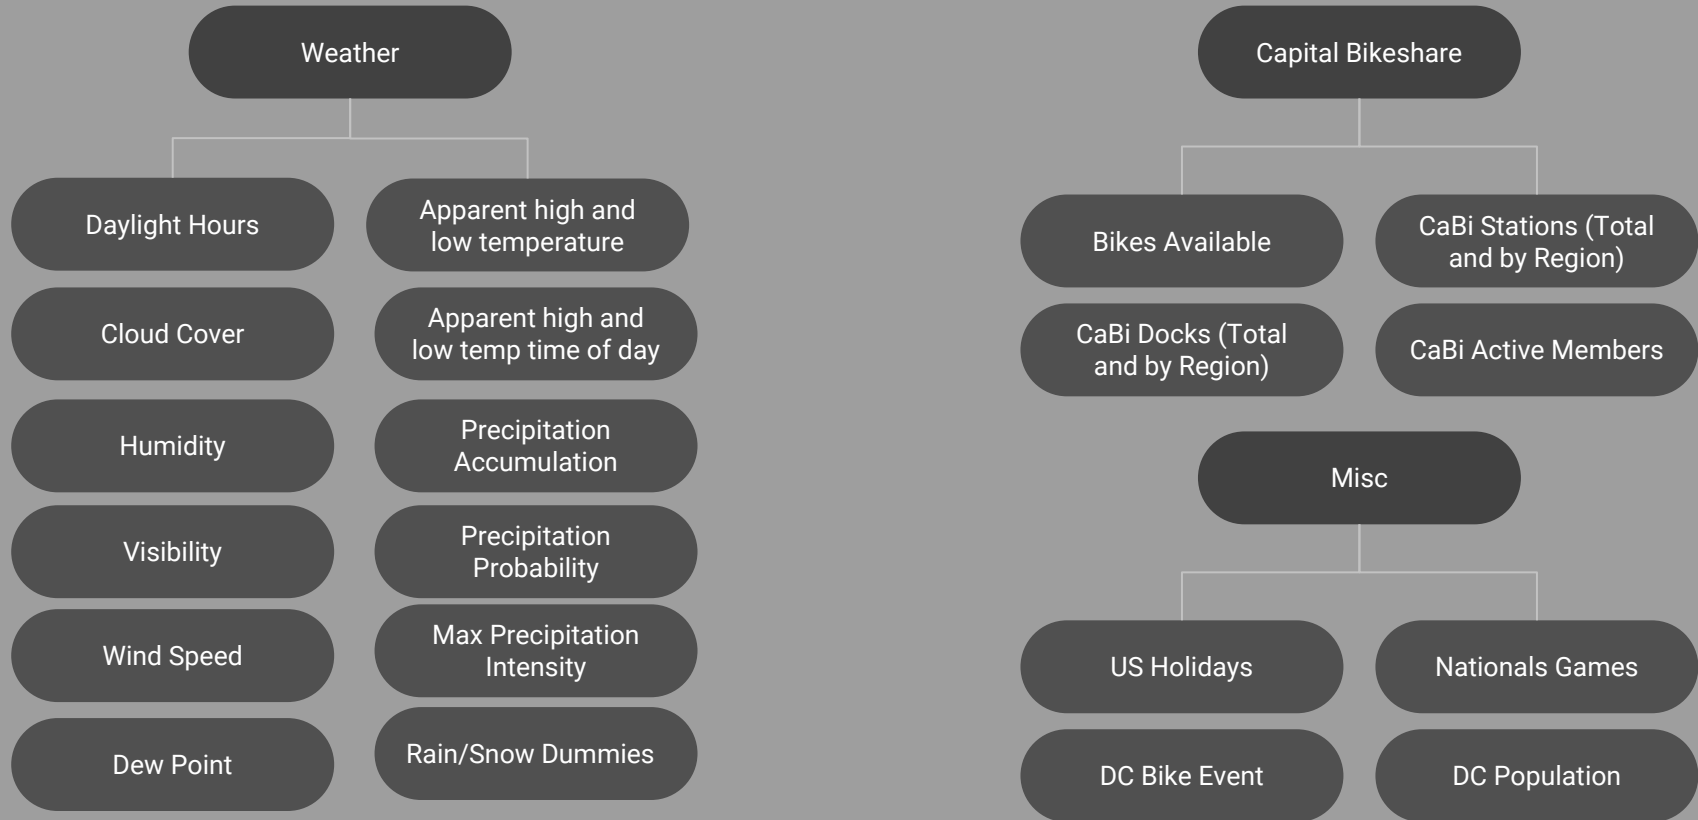 Weather
Daylight Hours
Cloud Cover
Humidity
Visibility
Wind Speed
Dew Point
Apparent high and
low temperature
Apparent high and
low temp time of day
Precipitation
Accumulation
Precipitation
Probability
Max Precipitation
Intensity
Rain/Snow Dummies
Capital Bikeshare
Bikes Available
CaBi Stations (Total
and by Region)
CaBi Docks (Total
and by Region)
CaBi Active Members
Misc
US Holidays
Nationals Games
DC Bike Event
DC Population